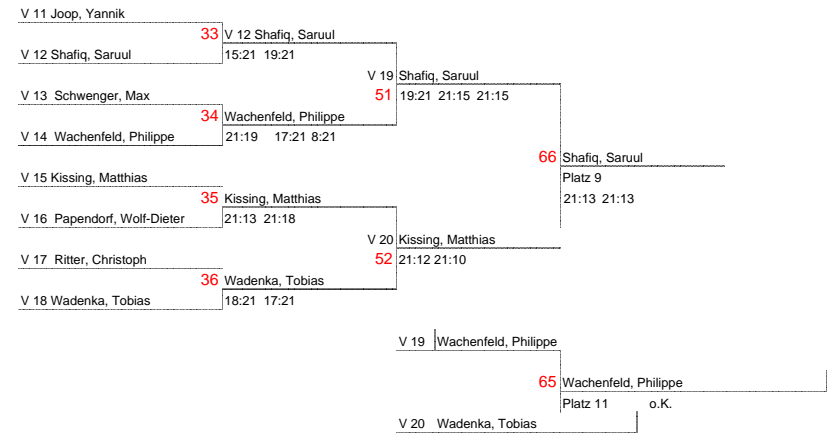 V 11 Joop, Yannik
33 V 12 Shafiq, Saruul
V 12 Shafiq, Saruul 15:21 19:21
V 19 Shafiq, Saruul
V 13 Schwenger, Max 51 19:21 21:15 21:15
34 Wachenfeld, Philippe
V 14 Wachenfeld, Philippe 21:19 17:21 8:21
66 Shafiq, Saruul
V 15 Kissing, Matthias Platz 9
35 Kissing, Matthias 21:13 21:13
V 16 Papendorf, Wolf-Dieter 21:13 21:18
V 20 Kissing, Matthias
V 17 Ritter, Christoph 52 21:12 21:10
36 Wadenka, Tobias
V 18 Wadenka, Tobias 18:21 17:21
V 19 Wachenfeld, Philippe
65 Wachenfeld, Philippe
Platz 11 o.K.
V 20 Wadenka, Tobias